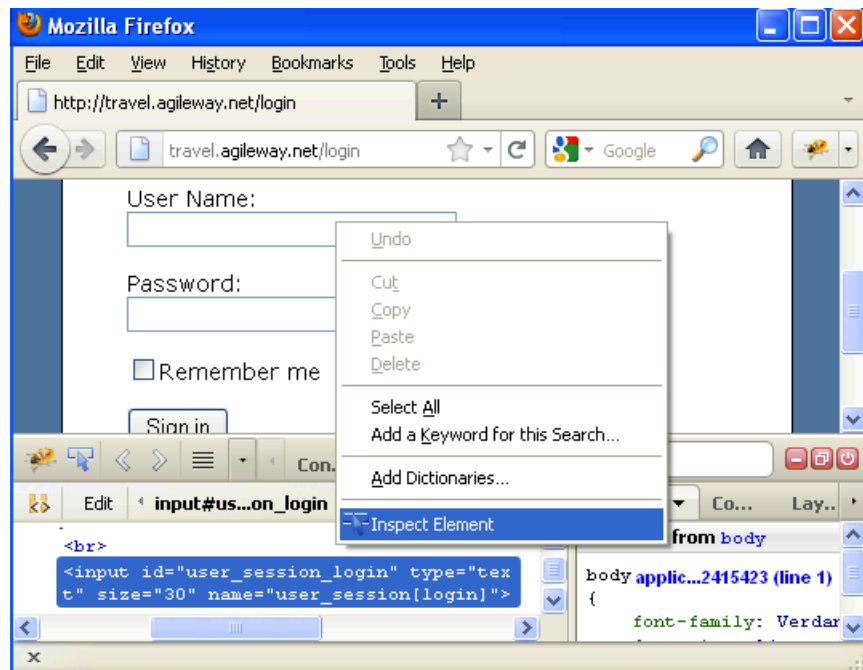 Mozilla Firefox
File Edit View History Bookmarks Tools Help
http://travel.agileway.net/login +
travel.agileway.net/login Google
User Name:
Password:
Remember me
Sign in
Undo
Cut
Copy
Paste
Delete
Select All
Add a Keyword for this Search...
Add Dictionaries...
Inspect Element
Con.
Edit input#us...on_login Co... Lay..
<br>
<input id="user_session_login" type="tex
t" size="30" name="user_session[login]">
from body
body applic...2415423 (line 1)
{
font-family: Verdar
x